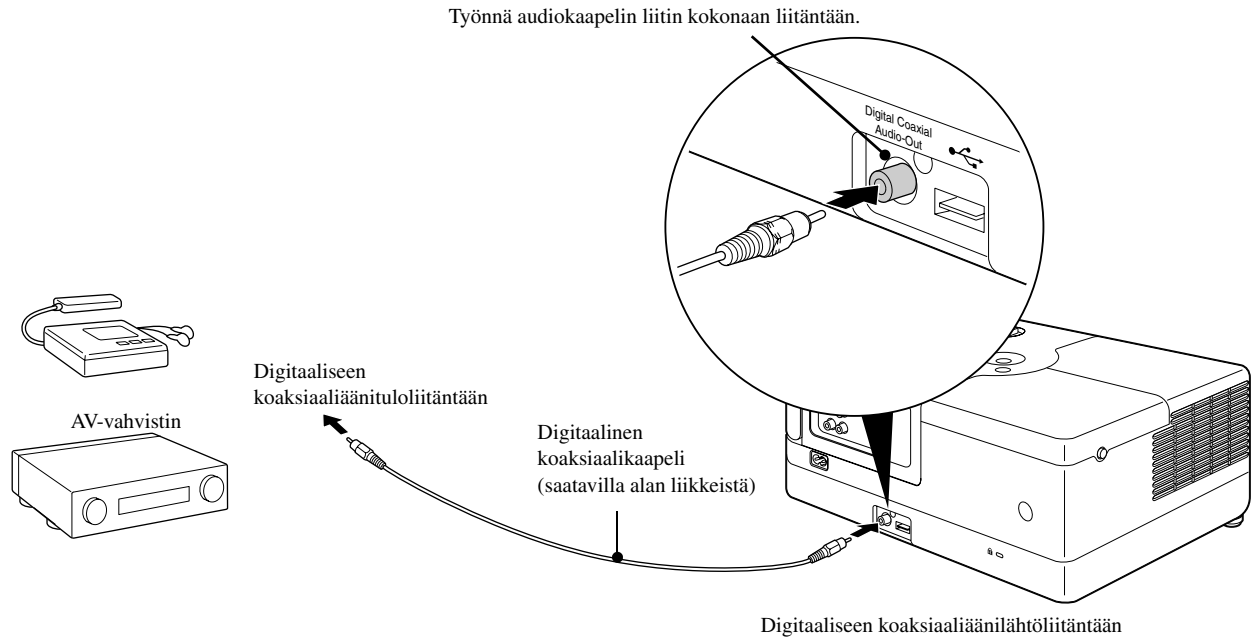 Työnnä audiokaapelin liitin kokonaan liitäntään.
Digital Coaxial
Audio-Out
Digitaaliseen
koaksiaaliäänituloliitäntään
AV-vahvistin
Digitaalinen
koaksiaalikaapeli
(saatavilla alan liikkeistä)
Digitaaliseen koaksiaaliäänilähtöliitäntään